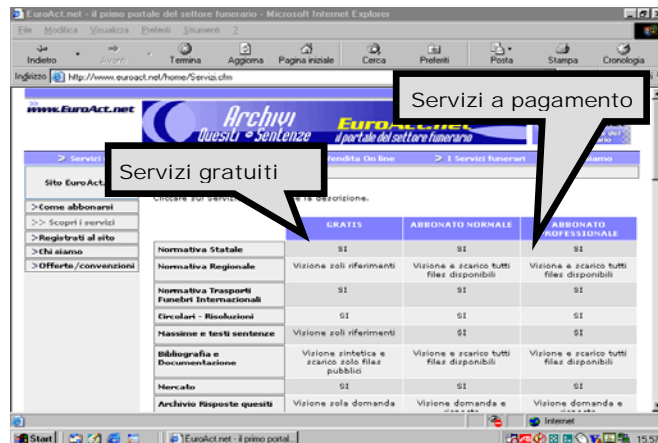 EuroAct.net - il primo portale del settore funerario - Microsoft Internet Explorer
File Modifica Visualizza Preferiti Strumenti ?
Indietro Avanti Termina Aggiorna Pagina iniziale Cerca Preferiti Posta Stampa Cronologia
Indirizzo http://www.euroact.net/home/Servizi.cfm
Servizi a pagamento
www.EuroAct.net
Archivi
Quesiti e Sentenze
il portale del settore funerario
> Servizi
Vendita On line
> I Servizi funerari
Servizi gratuiti
Sito EuroAct.
>Come abbonarsi
>> Scopri i servizi
>Registrati al sito
>Chi siamo
>Offerte/convenzioni
la descrizione.
GRATIS ABBONATO NORMALE ABBONATO PROFESSIONALE
Normativa Statale SI SI SI
Normativa Regionale Visione soli riferimenti Visione e scarico tutti files disponibili Visione e scarico tutti files disponibili
Normativa Trasporti Funebri Internazionali SI SI SI
Circolari - Risoluzioni SI SI SI
Massime e testi sentenze Visione soli riferimenti SI SI
Bibliografia e Documentazione Visione sintetica e scarico solo files pubblici Visione e scarico tutti files disponibili Visione e scarico tutti files disponibili
Mercato SI SI SI
Archivio Risposte quesiti Visione sola domanda Visione domanda e Visione domanda e
Internet
Start EuroAct.net - il primo portal... 15.57